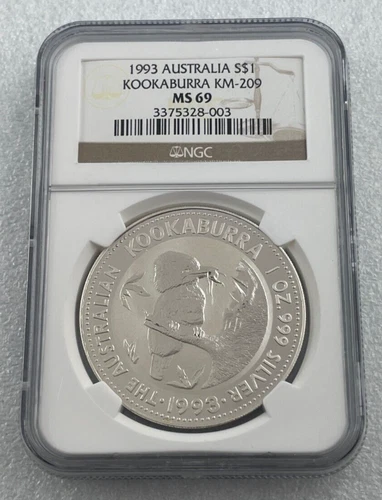 1993 AUSTRALIA S$1
KOOKABURRA KM-209
MS 69
3375328-003
NGC
THE AUSTRALIAN KOOKABURRA 1 OZ. 999 SILVER
· 1993 ·